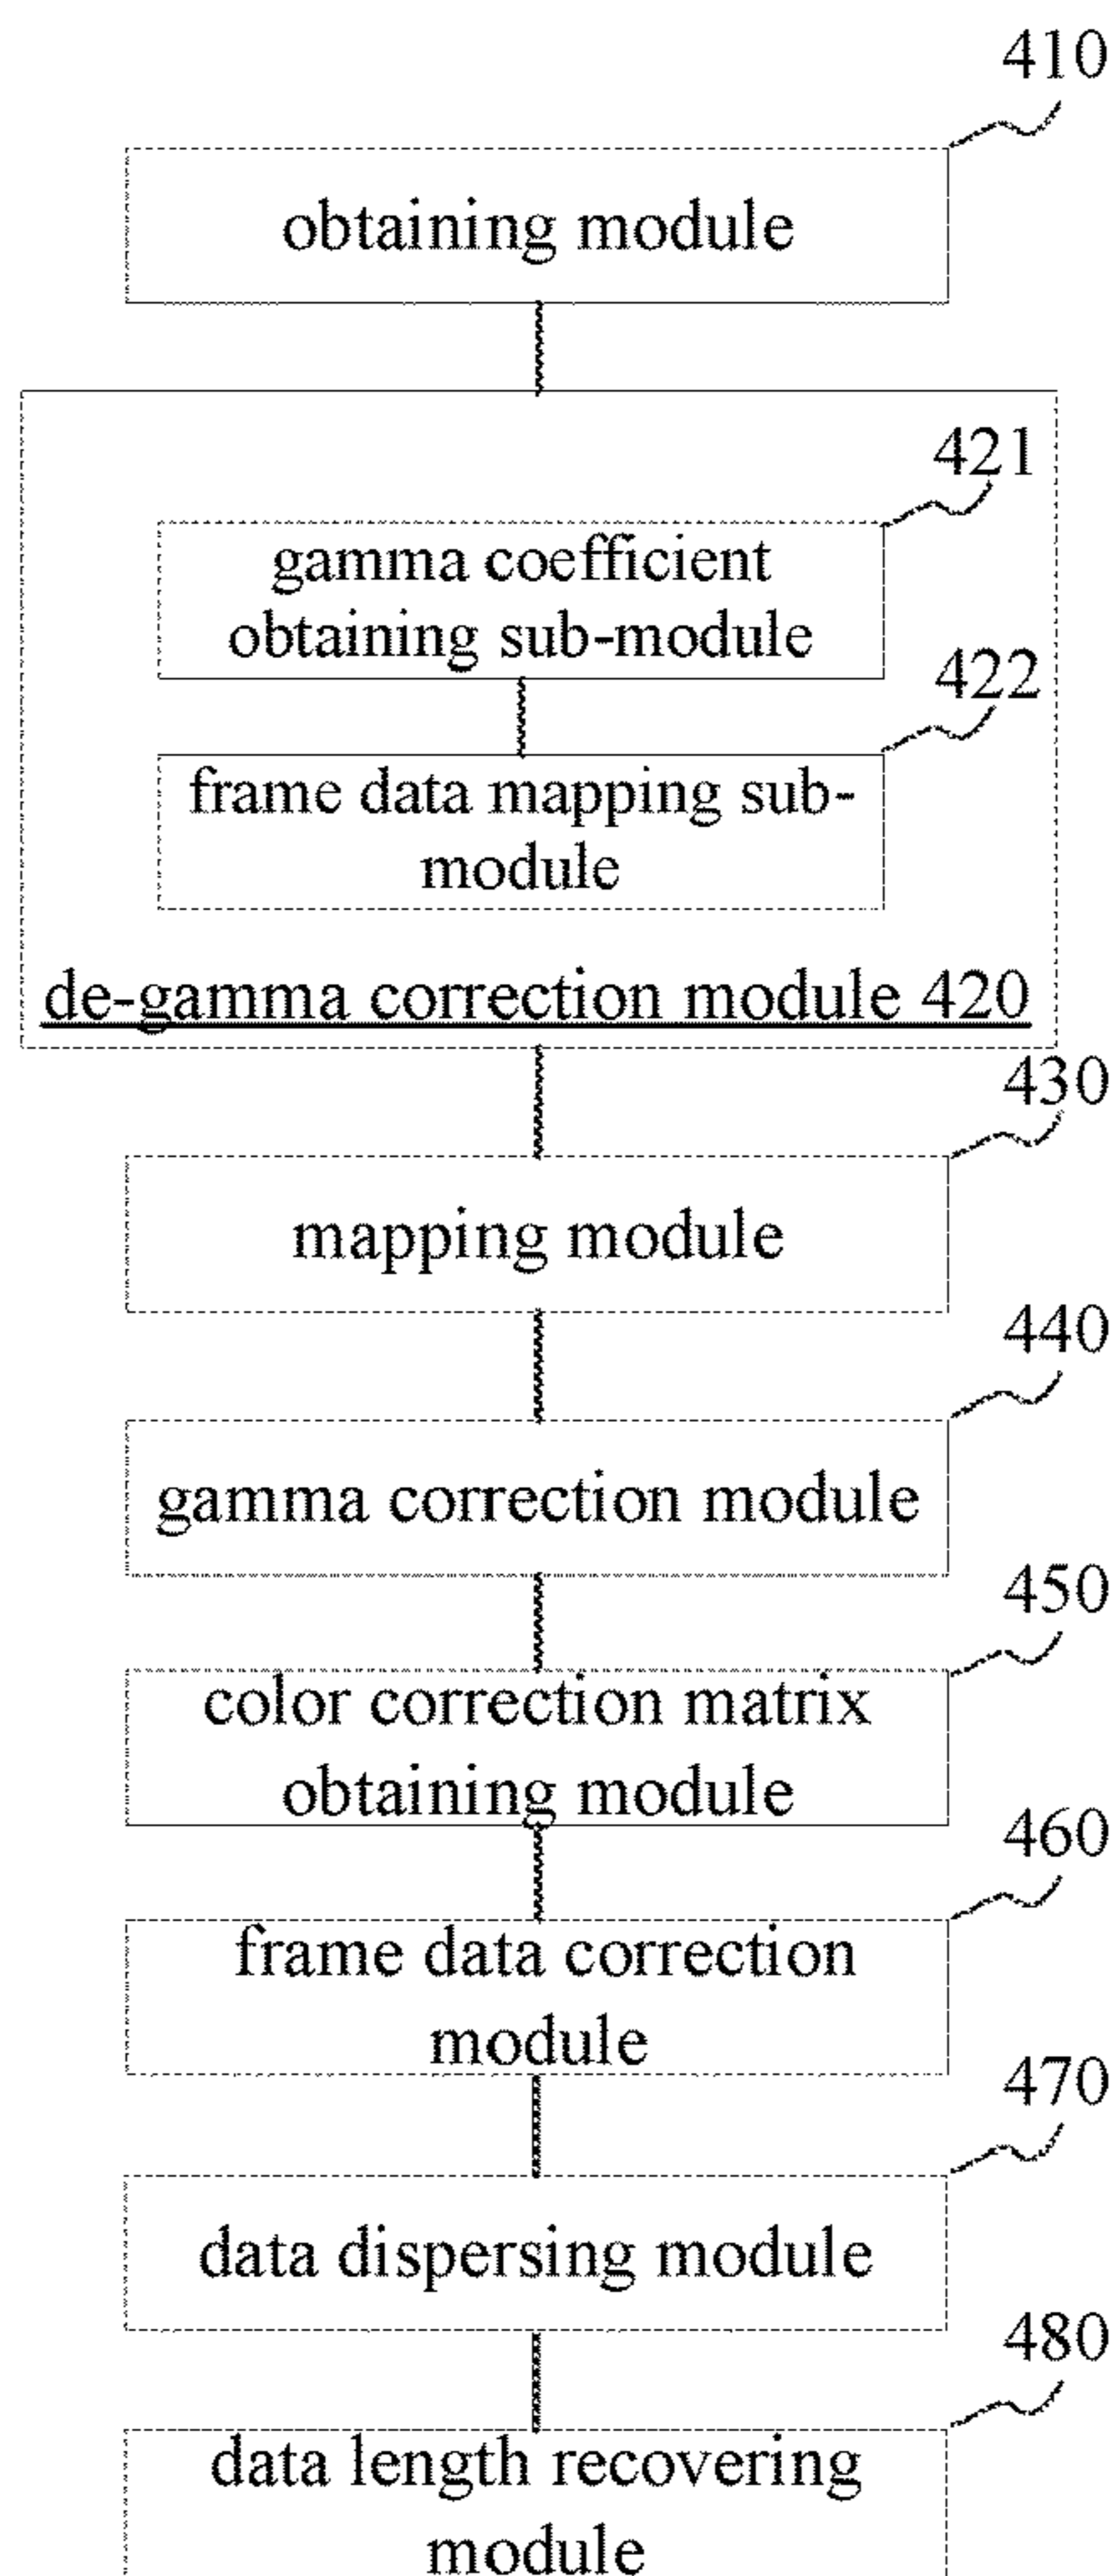 410
obtaining module
421
gamma coefficient
obtaining sub-module
422
frame data mapping sub-
module
de-gamma correction module 420
430
mapping module
440
gamma correction module
450
color correction matrix
obtaining module
460
frame data correction
module
470
data dispersing module
480
data length recovering
module